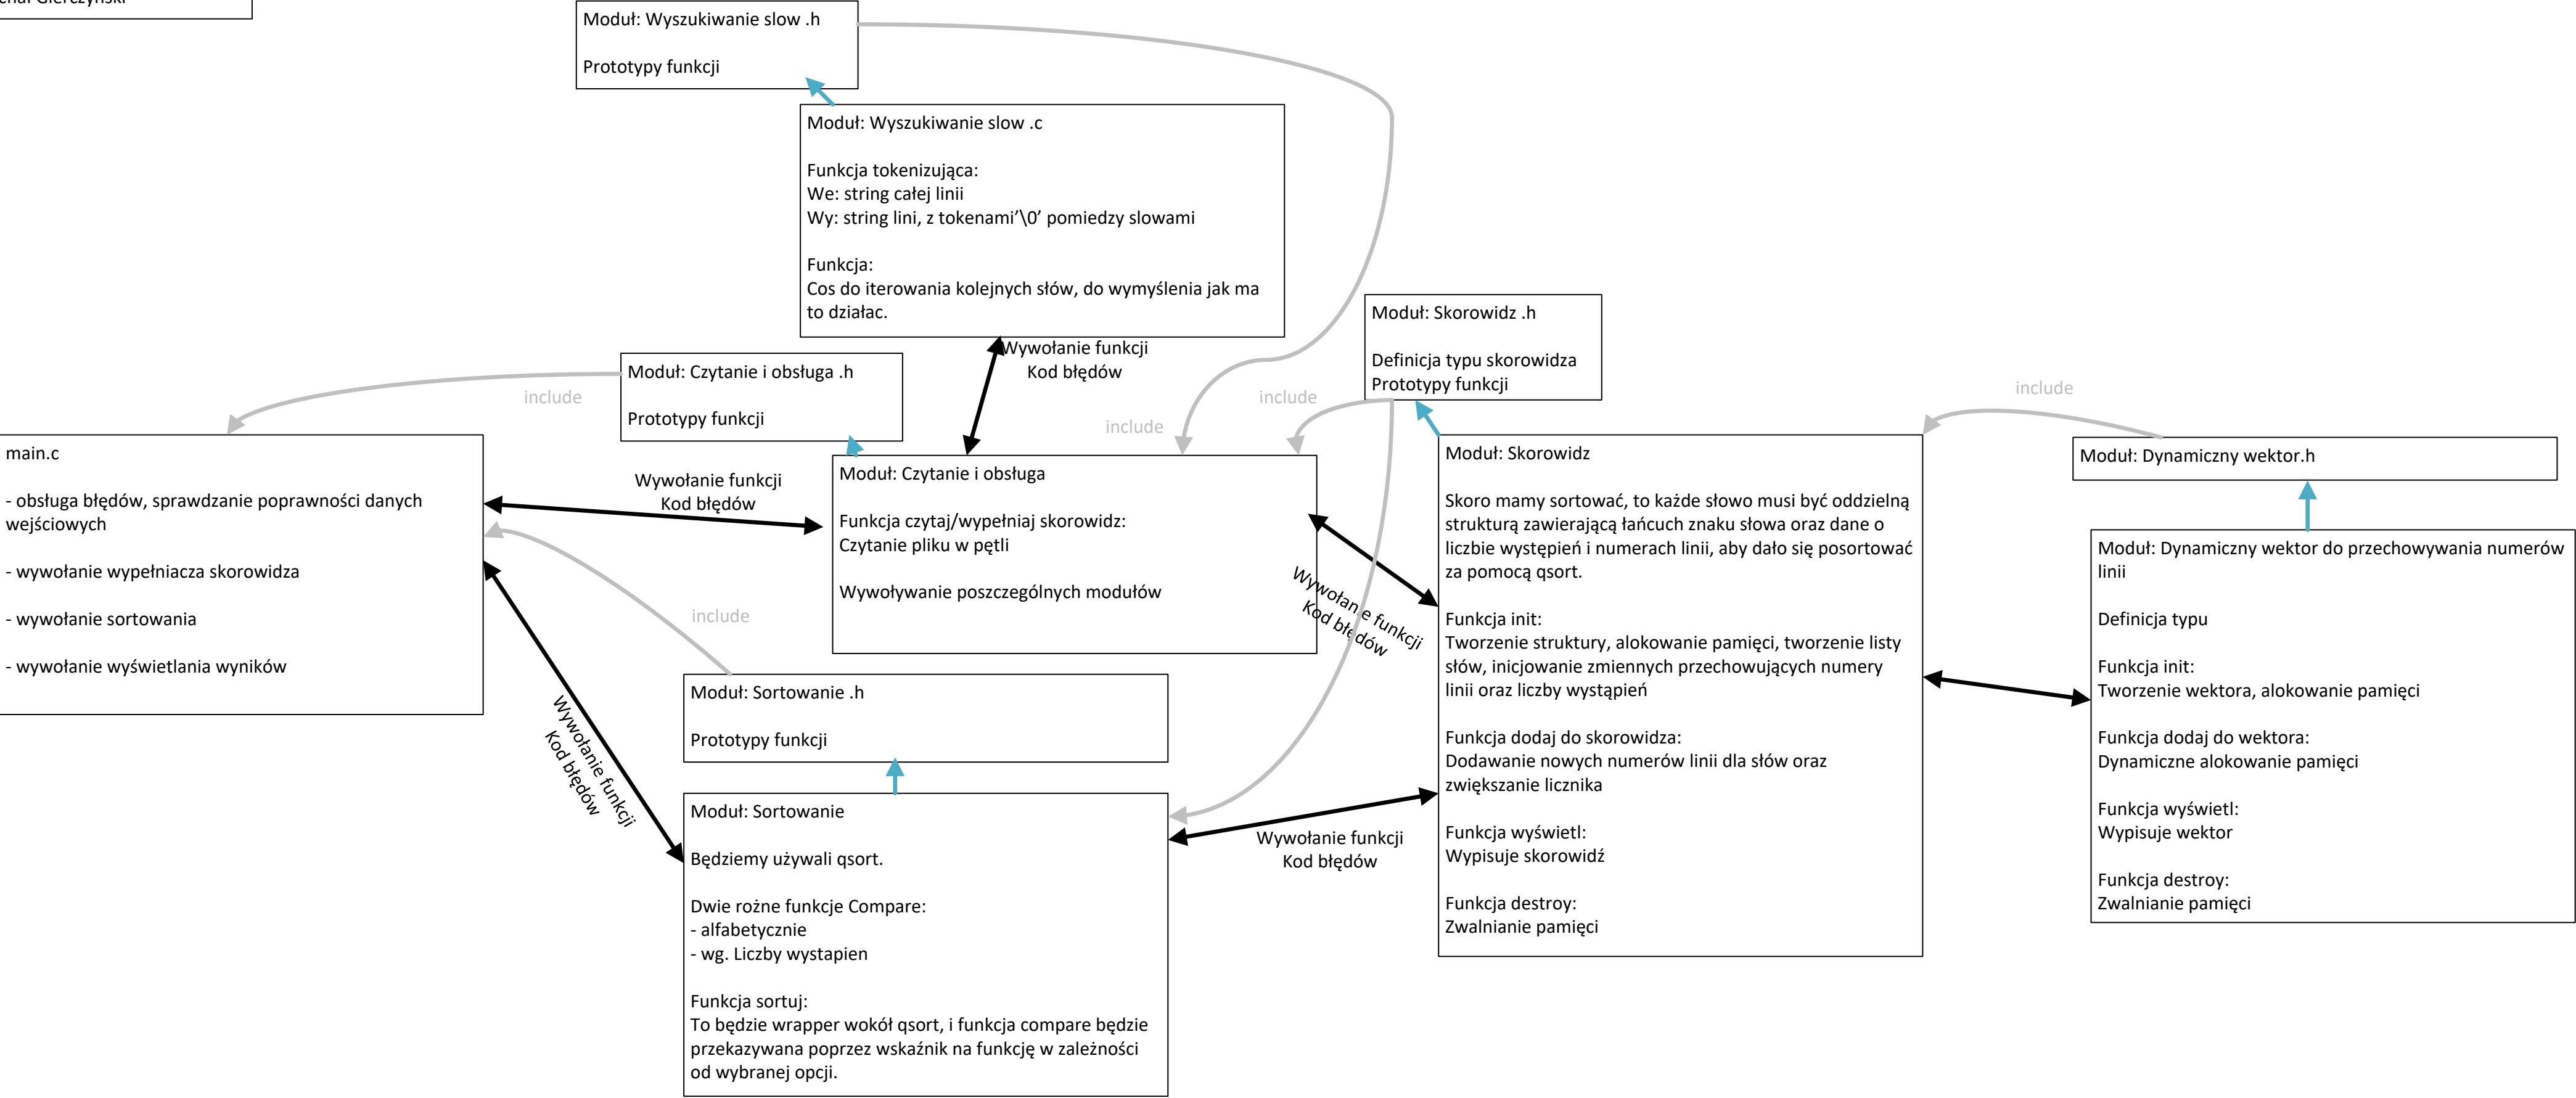 Gierczyński
Moduł: Wyszukiwanie slow .h
Prototypy funkcji
Moduł: Wyszukiwanie slow .c
Funkcja tokenizująca:
We: string całej linii
Wy: string lini, z tokenami’\0’ pomiedzy slowami
Funkcja:
Cos do iterowania kolejnych słów, do wymyślenia jak ma
to działac.
Wywołanie funkcji
Kod błędów
Moduł: Skorowidz .h
Definicja typu skorowidza
Prototypy funkcji
Moduł: Czytanie i obsługa .h
Prototypy funkcji
include
include
include
include
main.c
- obsługa błędów, sprawdzanie poprawności danych
wejściowych
- wywołanie wypełniacza skorowidza
- wywołanie sortowania
- wywołanie wyświetlania wyników
Wywołanie funkcji
Kod błędów
Moduł: Czytanie i obsługa
Funkcja czytaj/wypełniaj skorowidz:
Czytanie pliku w pętli
Wywoływanie poszczególnych modułów
Wywołan e funkcji
Kod błędów
Moduł: Skorowidz
Skoro mamy sortować, to każde słowo musi być oddzielną
strukturą zawierającą łańcuch znaku słowa oraz dane o
liczbie występień i numerach linii, aby dało się posortować
za pomocą qsort.
Funkcja init:
Tworzenie struktury, alokowanie pamięci, tworzenie listy
słów, inicjowanie zmiennych przechowujących numery
linii oraz liczby wystąpień
Funkcja dodaj do skorowidza:
Dodawanie nowych numerów linii dla słów oraz
zwiększanie licznika
Funkcja wyświetl:
Wypisuje skorowidź
Funkcja destroy:
Zwalnianie pamięci
Moduł: Dynamiczny wektor.h
Moduł: Dynamiczny wektor do przechowywania numerów
linii
Definicja typu
Funkcja init:
Tworzenie wektora, alokowanie pamięci
Funkcja dodaj do wektora:
Dynamiczne alokowanie pamięci
Funkcja wyświetl:
Wypisuje wektor
Funkcja destroy:
Zwalnianie pamięci
include
Moduł: Sortowanie .h
Prototypy funkcji
Wywołanie funkcji
Kod błędów
Moduł: Sortowanie
Będziemy używali qsort.
Dwie rożne funkcje Compare:
- alfabetycznie
- wg. Liczby wystapien
Funkcja sortuj:
To będzie wrapper wokół qsort, i funkcja compare będzie
przekazywana poprzez wskaźnik na funkcję w zależności
od wybranej opcji.
Wywołanie funkcji
Kod błędów